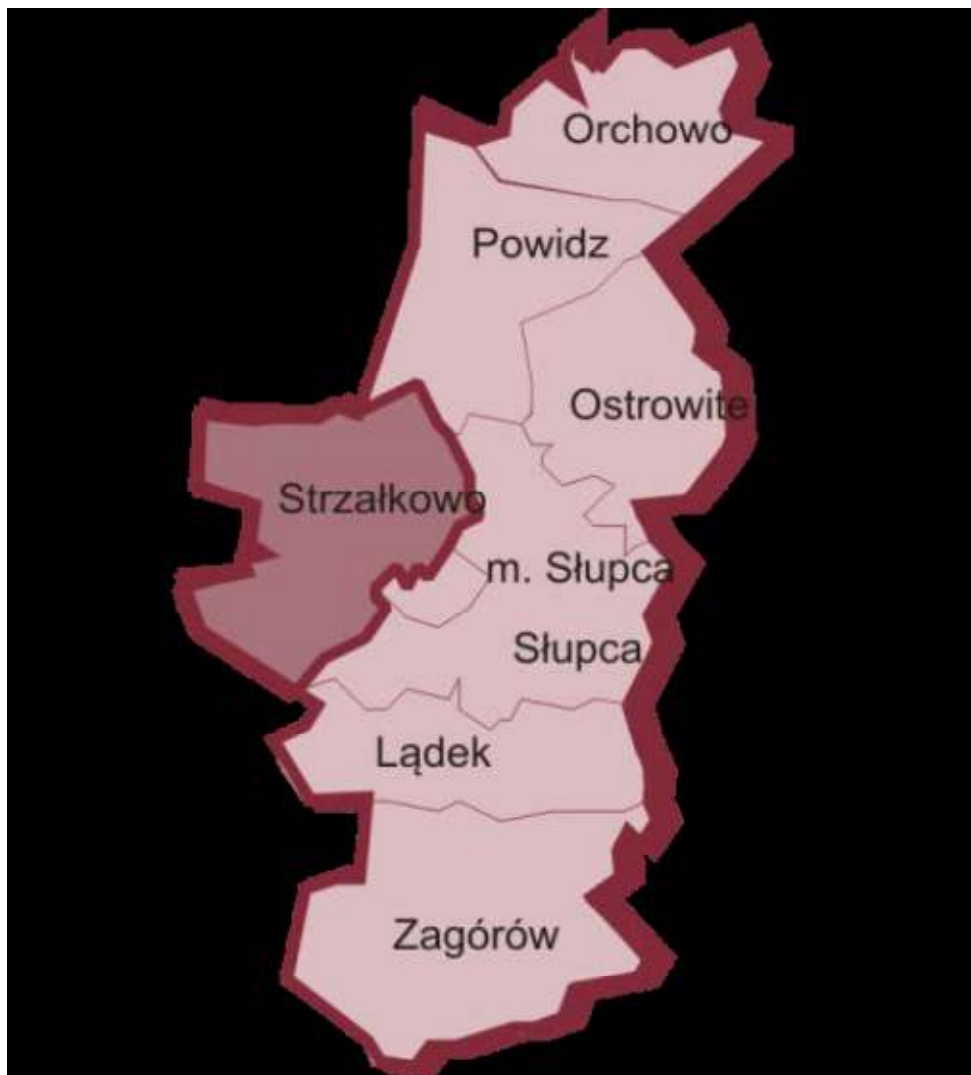 Orchowo
Powidz
Ostrowite
Strzałkowo
m. Słupca
Słupca
Lądek
Zagórów